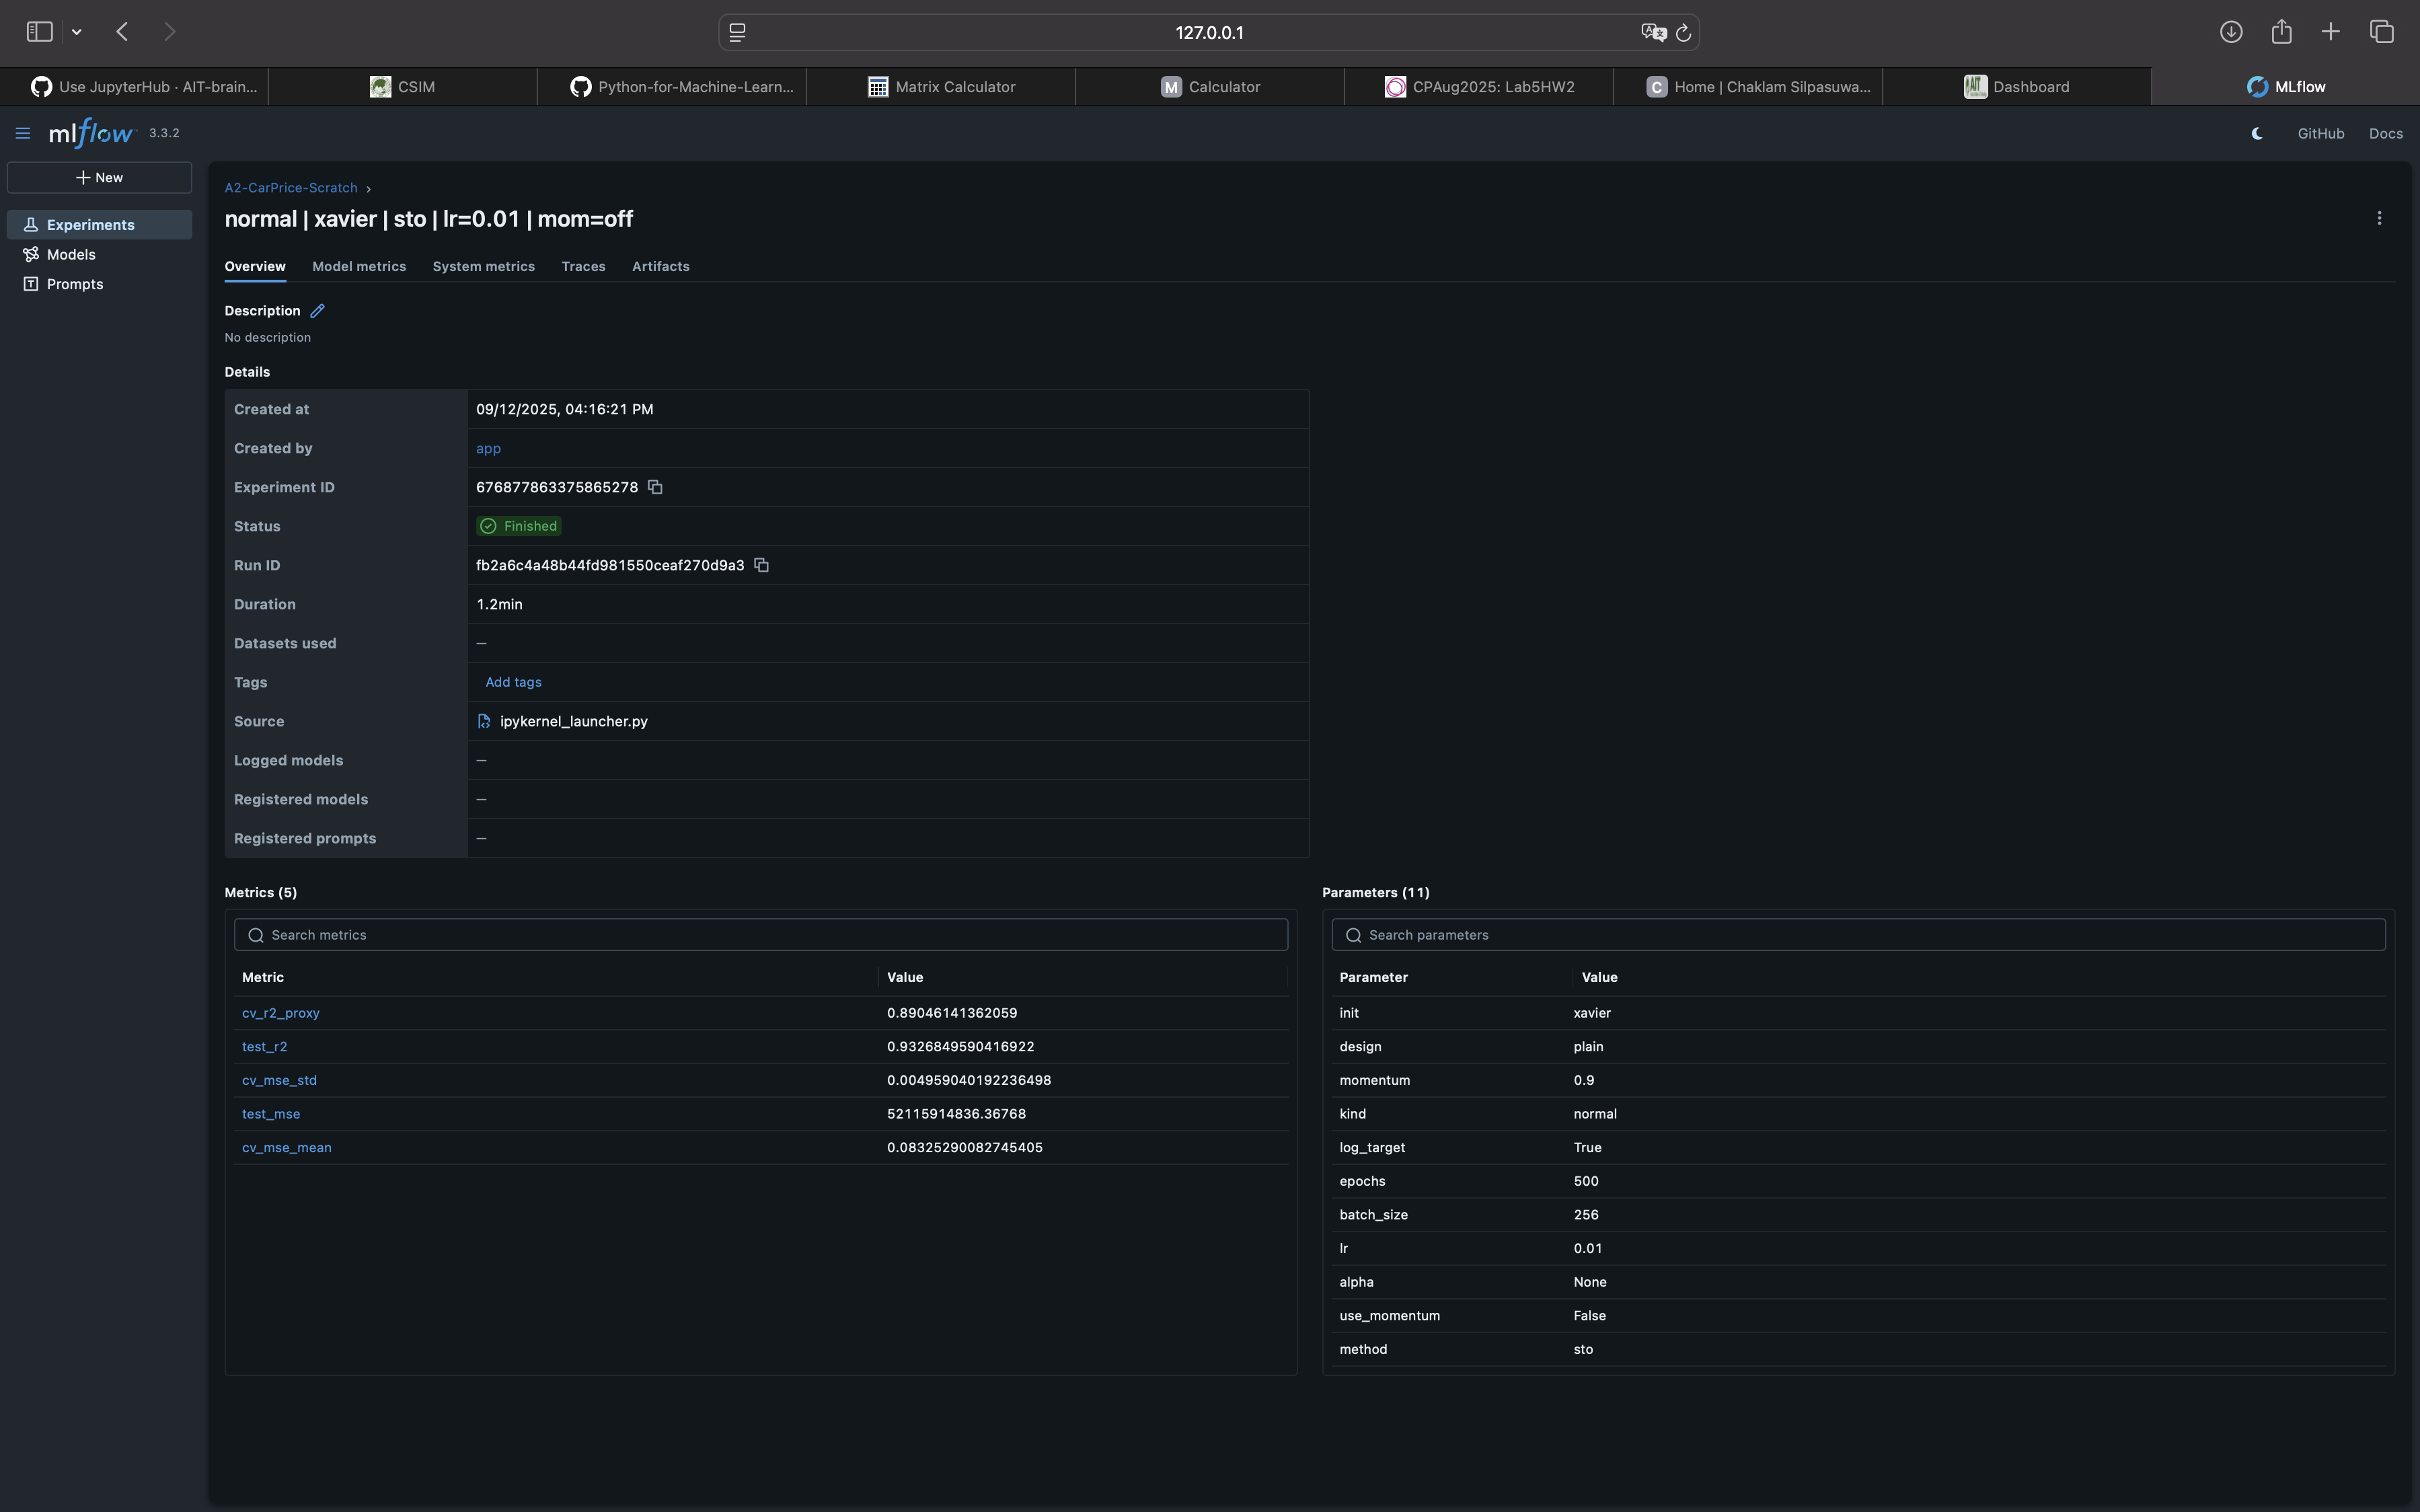 127.0.0.1
Use JupyterHub · AIT-brain...
CSIM
Python-for-Machine-Learn...
Matrix Calculator
M Calculator
CPAug2025: Lab5HW2
C Home | Chaklam Silpasuwa...
Dashboard
MLflow
mlflow 3.3.2
GitHub
Docs
New
Experiments
Models
Prompts
A2-CarPrice-Scratch ›
normal | xavier | sto | lr=0.01 | mom=off
Overview Model metrics System metrics Traces Artifacts
Description
No description
Details
Created at 09/12/2025, 04:16:21 PM
Created by app
Experiment ID 676877863375865278
Status Finished
Run ID fb2a6c4a48b44fd981550ceaf270d9a3
Duration 1.2min
Datasets used —
Tags Add tags
Source ipykernel_launcher.py
Logged models —
Registered models —
Registered prompts —
Metrics (5)
Search metrics
Metric Value
cv_r2_proxy 0.89046141362059
test_r2 0.9326849590416922
cv_mse_std 0.004959040192236498
test_mse 52115914836.36768
cv_mse_mean 0.08325290082745405
Parameters (11)
Search parameters
Parameter Value
init xavier
design plain
momentum 0.9
kind normal
log_target True
epochs 500
batch_size 256
lr 0.01
alpha None
use_momentum False
method sto